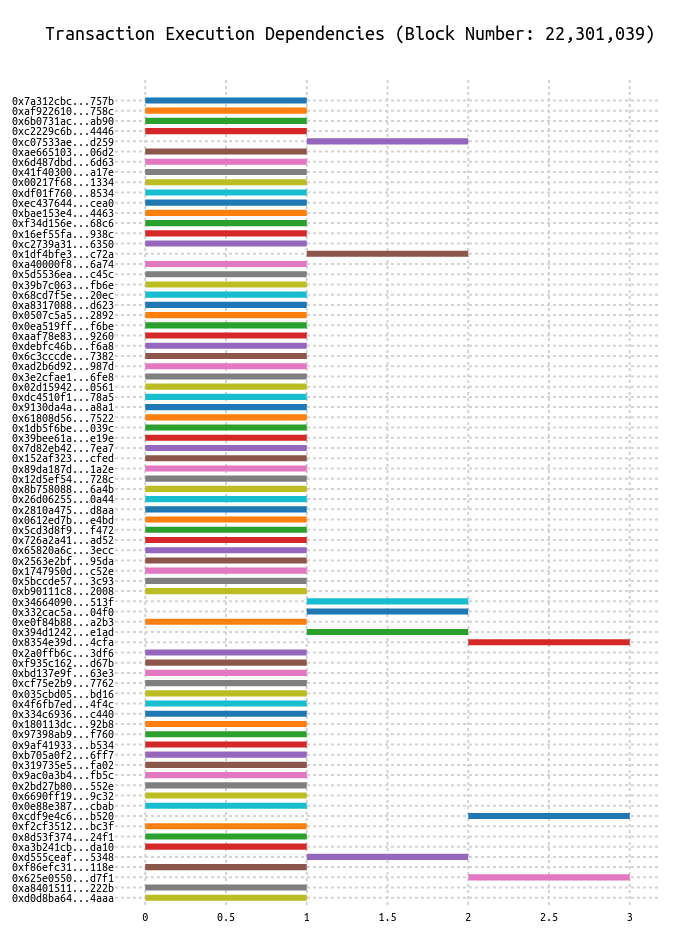 Transaction Execution Dependencies (Block Number: 22,301,039)
0x7a312cbc...757b
0xaf922610...758c
0x6b0731ac...ab90
0xc2229c6b...4446
0xc07533ae...d259
0xae665103...06d2
0x6d487dbd...6d63
0x41f40300...a17e
0x00217f68...1334
0xdf01f760...8534
0xec437644...cea0
0xbae153e4...4463
0xf34d156e...68c6
0x16ef55fa...938c
0xc2739a31...6350
0x1df4bfe3...c72a
0xa40000f8...6a74
0x5d5536ea...c45c
0x39b7c063...fb6e
0x68cd7f5e...20ec
0xa8317088...d623
0x0507c5a5...2892
0x0ea519ff...f6be
0xaaf78e83...9260
0xdebfc46b...f6a8
0x6c3cccde...7382
0xad2b6d92...987d
0x3e2cfae1...6fe8
0x02d15942...0561
0xdc4510f1...78a5
0x9130da4a...a8a1
0x61808d56...7522
0x1db5f6be...039c
0x39bee61a...e19e
0x7d82eb42...7ea7
0x152af323...cfed
0x89da187d...1a2e
0x12d5ef54...728c
0x8b758088...6a4b
0x26d06255...0a44
0x2810a475...d8aa
0x0612ed7b...e4bd
0x5cd3d8f9...f472
0x726a2a41...ad52
0x65820a6c...3ecc
0x2563e2bf...95da
0x1747950d...c52e
0x5bccde57...3c93
0xb90111c8...2008
0x34664090...513f
0x332cac5a...04f0
0xe0f84b88...a2b3
0x394d1242...e1ad
0x8354e39d...4cfa
0x2a0ffb6c...3df6
0xf935c162...d67b
0xbd137e9f...63e3
0xcf75e2b9...7762
0x035cbd05...bd16
0x4f6fb7ed...4f4c
0x334c6936...c440
0x180113dc...92b8
0x97398ab9...f760
0x9af41933...b534
0xb705a0f2...6ff7
0x319735e5...fa02
0x9ac0a3b4...fb5c
0x2bd27b80...552e
0x6690ff19...9c32
0x0e88e387...cbab
0xcdf9e4c6...b520
0xf2cf3512...bc3f
0x8d53f374...24f1
0xa3b241cb...da10
0xd555ceaf...5348
0xf86efc31...118e
0x625e0550...d7f1
0xa8401511...222b
0xd0d8ba64...4aaa
0 0.5 1 1.5 2 2.5 3